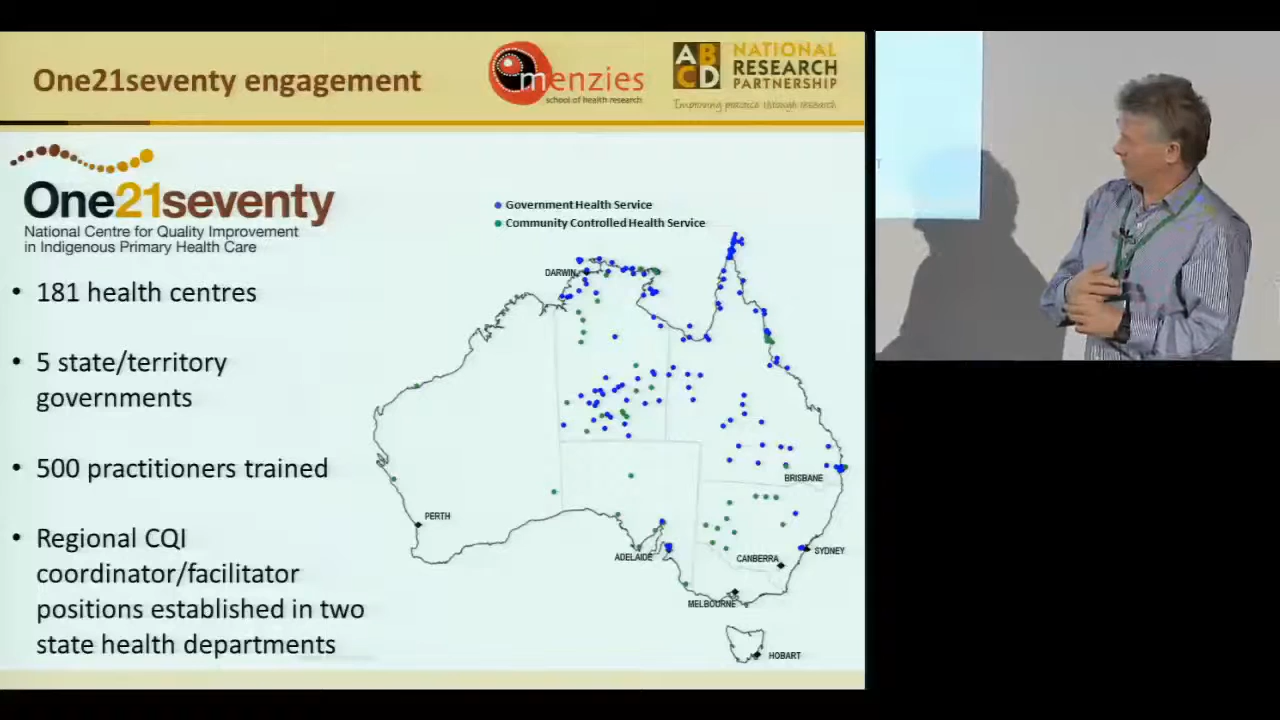 One21seventy engagement
menzies
school of health research
ABCD
NATIONAL
RESEARCH
PARTNERSHIP
Improving practice through research
One21seventy
National Centre for Quality Improvement
in Indigenous Primary Health Care
• 181 health centres
• 5 state/territory
governments
• 500 practitioners trained
• Regional CQI
coordinator/facilitator
positions established in two
state health departments
Government Health Service
Community Controlled Health Service
DARWIN
BRISBANE
PERTH
ADELAIDE
CANBERRA
SYDNEY
MELBOURNE
HOBART